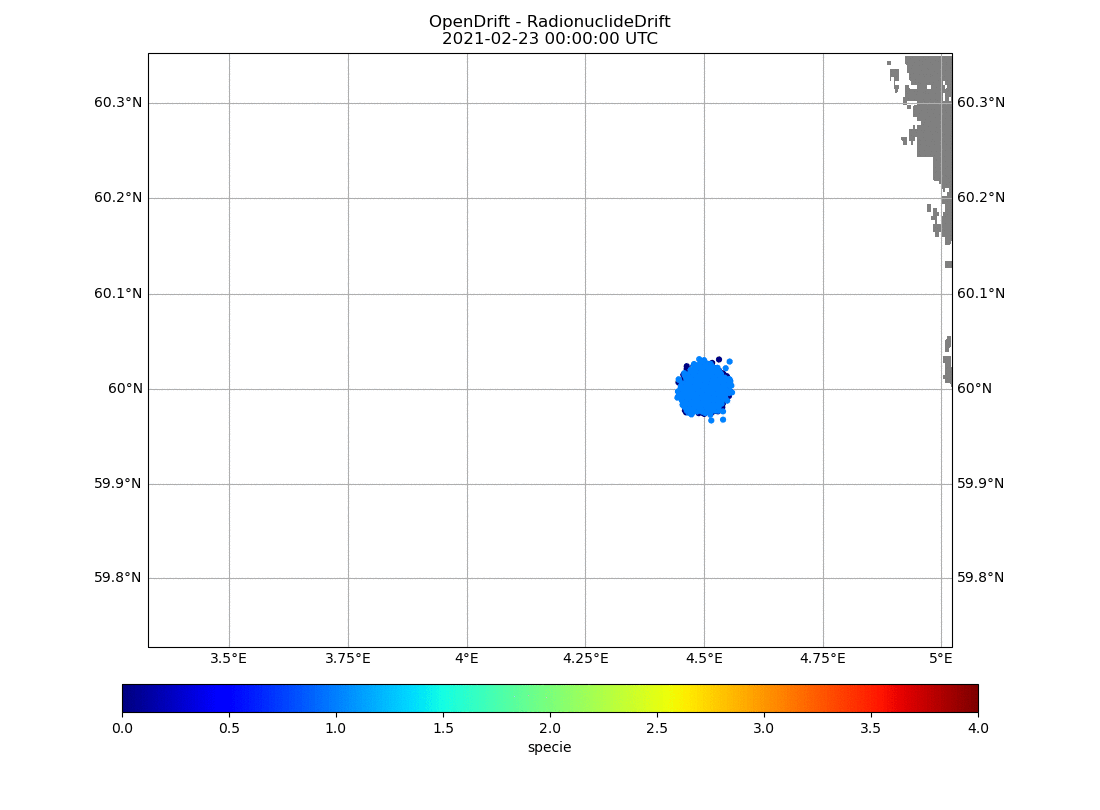 OpenDrift - RadionuclideDrift
2021-02-23 00:00:00 UTC
60.3°N 60.3°N
60.2°N 60.2°N
60.1°N 60.1°N
60°N 60°N
59.9°N 59.9°N
59.8°N 59.8°N
3.5°E 3.75°E 4°E 4.25°E 4.5°E 4.75°E 5°E
0.0 0.5 1.0 1.5 2.0 2.5 3.0 3.5 4.0
specie